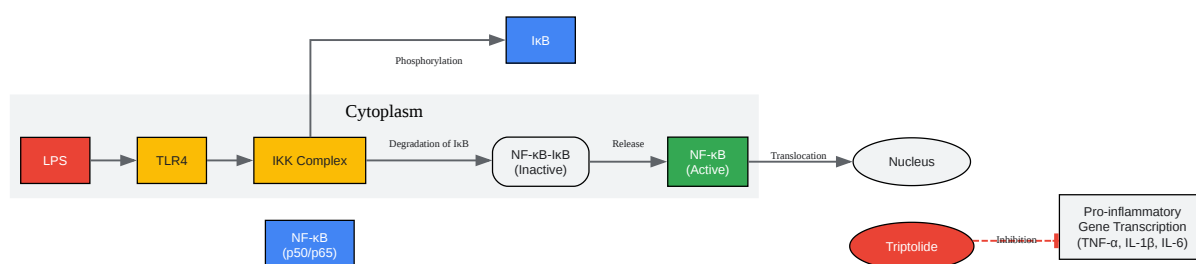 IκB
Phosphorylation
Cytoplasm
LPS
TLR4
IKK Complex
Degradation of IκB
NF-κB-IκB
(Inactive)
Release
NF-κB
(Active)
Translocation
Nucleus
NF-κB
(p50/p65)
Triptolide
Inhibition
Pro-inflammatory
Gene Transcription
(TNF-α, IL-1β, IL-6)